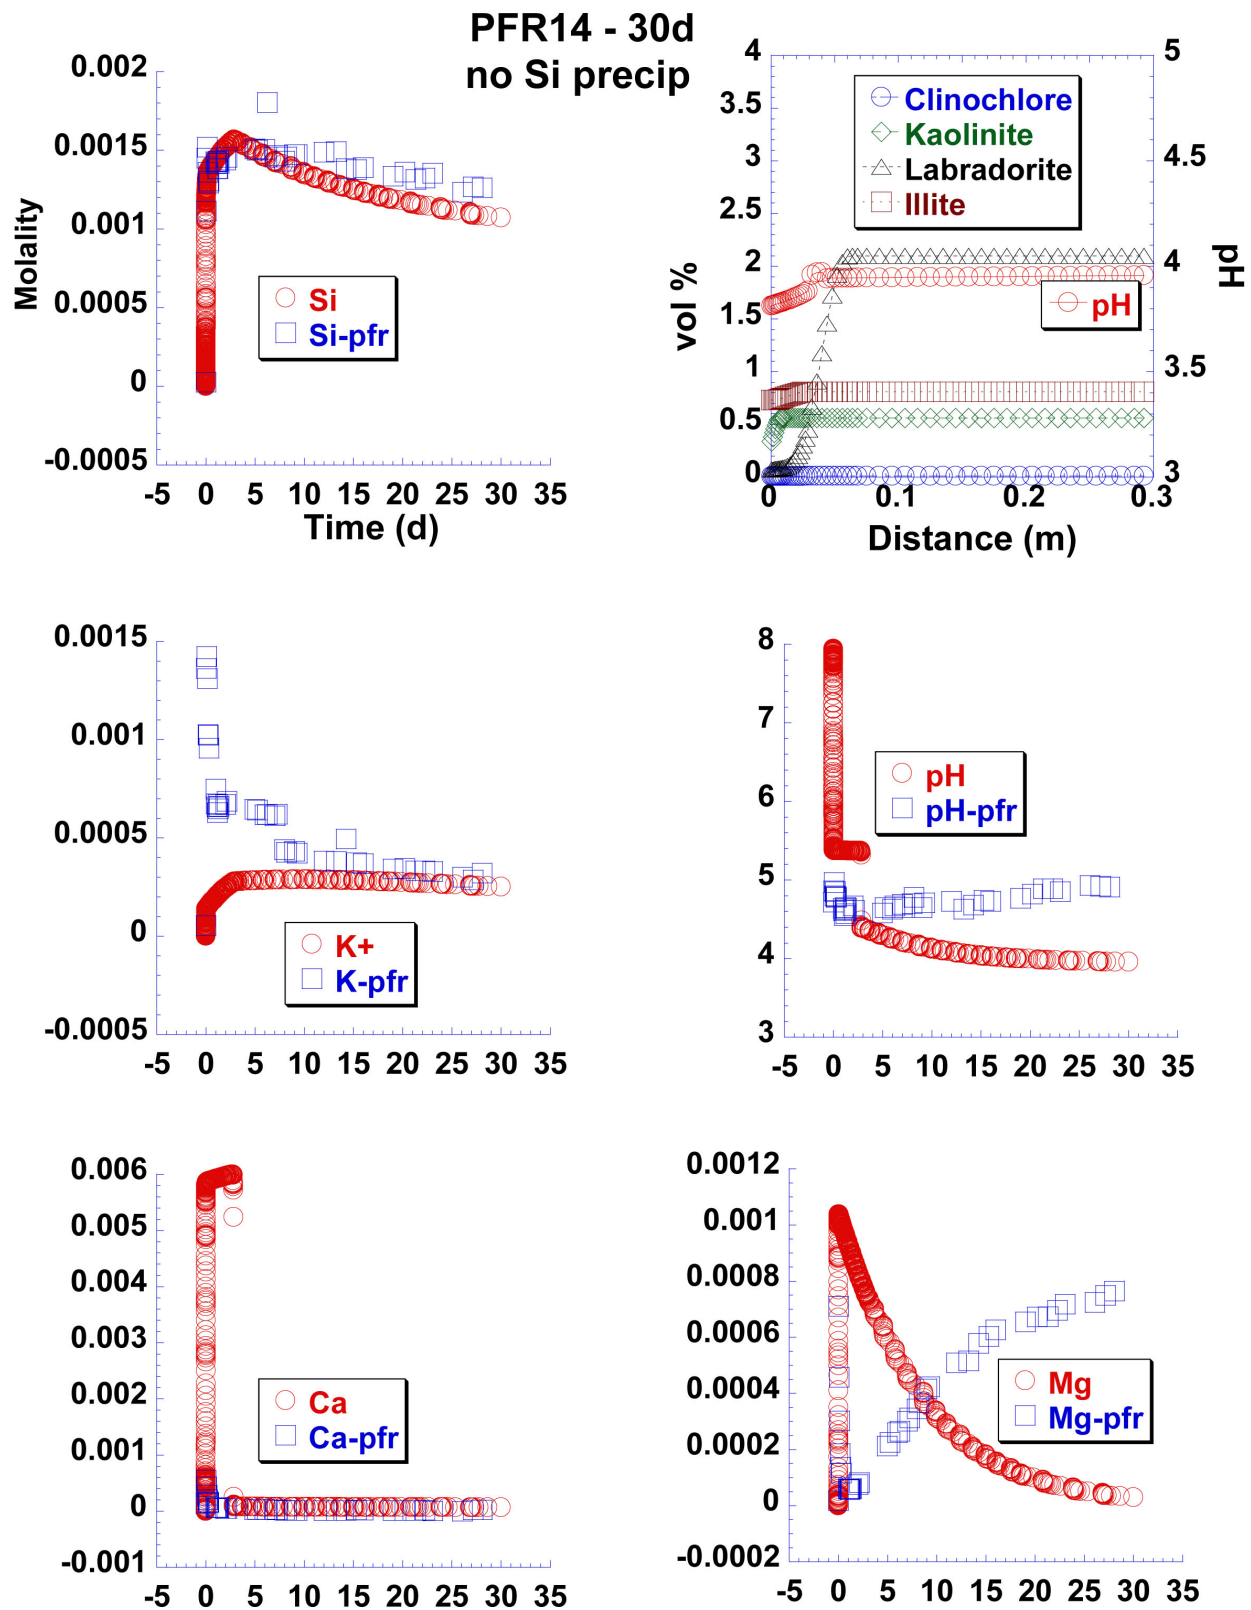 PFR14 - 30d
no Si precip
0.002
0.0015
0.001
0.0005
0
-0.0005
Molality
-5 0 5 10 15 20 25 30 35
Time (d)
Si
Si-pfr
4
3.5
3
2.5
2
1.5
1
0.5
0
vol %
5
4.5
4
3.5
3
pH
0 0.1 0.2 0.3
Distance (m)
Clinochlore
Kaolinite
Labradorite
Illite
pH
0.0015
0.001
0.0005
0
-0.0005
-5 0 5 10 15 20 25 30 35
K+
K-pfr
8
7
6
5
4
3
-5 0 5 10 15 20 25 30 35
pH
pH-pfr
0.006
0.005
0.004
0.003
0.002
0.001
0
-0.001
-5 0 5 10 15 20 25 30 35
Ca
Ca-pfr
0.0012
0.001
0.0008
0.0006
0.0004
0.0002
0
-0.0002
-5 0 5 10 15 20 25 30 35
Mg
Mg-pfr